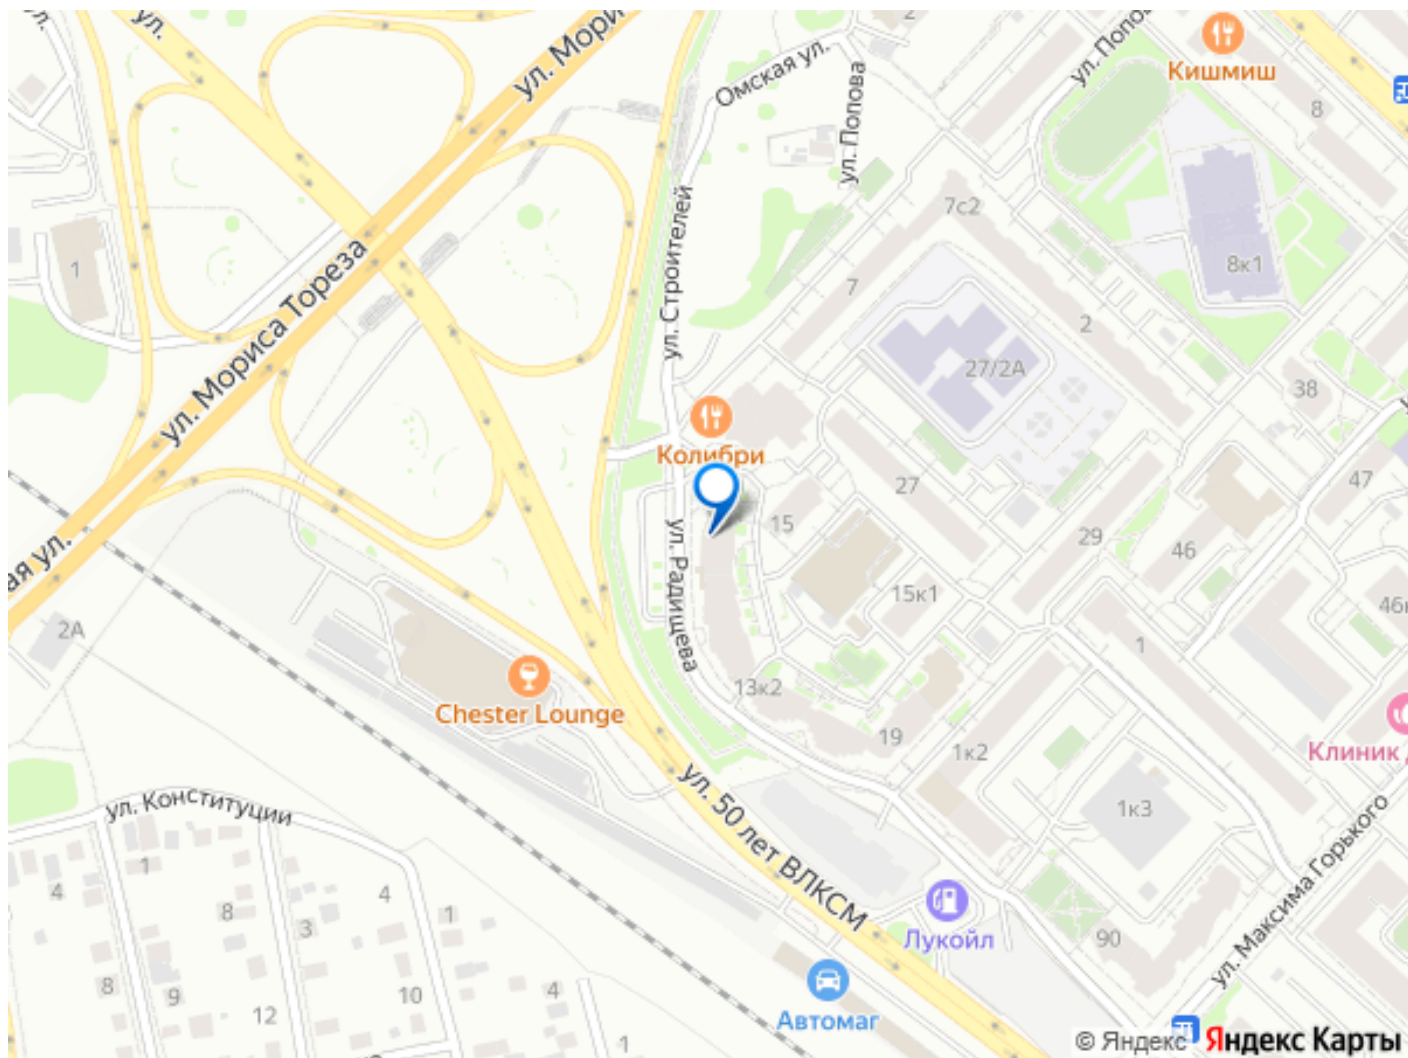 ул.
ул.
ул. Мори
2
Омская ул.
ул. Попова
ул. Попов
Кишмиш
8
7с2
8к1
ул. Строителей
1
ул. Мориса Тореза
7
2
27/2А
38
Колибри
47
27
15
29
46
ул. Радищева
ая ул.
15к1
2А
1
46
Chester Lounge
13к2
19
1к2
Клиник
ул. Конституции
ул. 50 лет ВЛКСМ
1к3
ул. Максима Горького
1
4
8
4
1
3
Лукойл
90
8
9
10
12
4
Автомаг
1
© Яндекс
Яндекс Карты